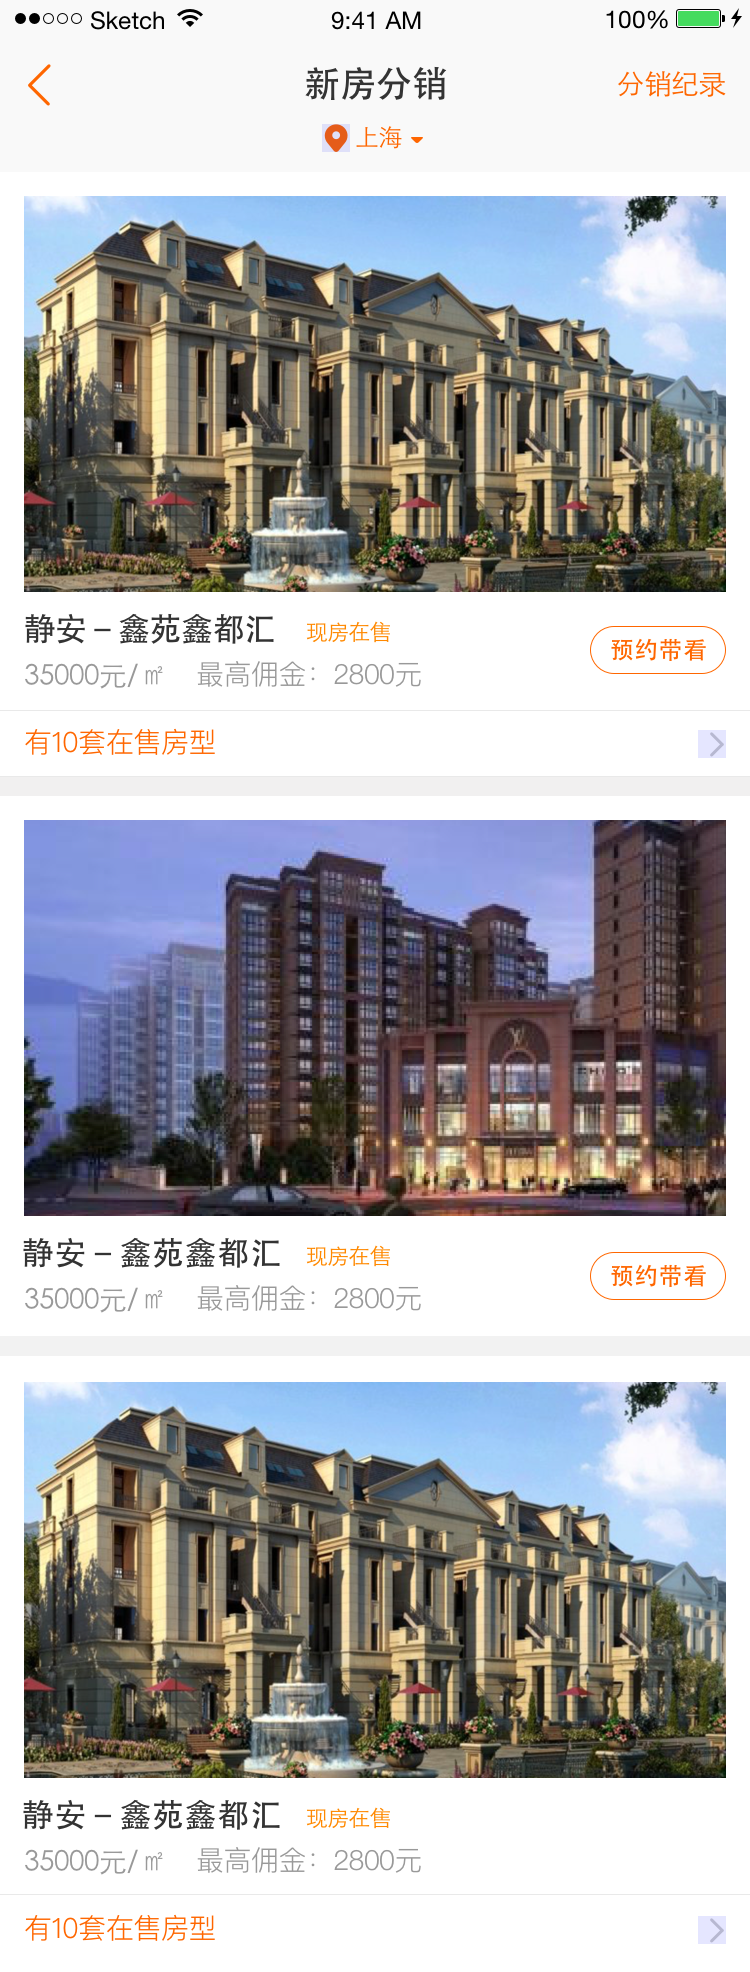 Sketch 9:41 AM 100%
新房分销 分销纪录
上海
静安 – 鑫苑鑫都汇 现房在售
预约带看
35000元/㎡ 最高佣金：2800元
有10套在售房型
静安 – 鑫苑鑫都汇 现房在售
预约带看
35000元/㎡ 最高佣金：2800元
静安 – 鑫苑鑫都汇 现房在售
35000元/㎡ 最高佣金：2800元
有10套在售房型